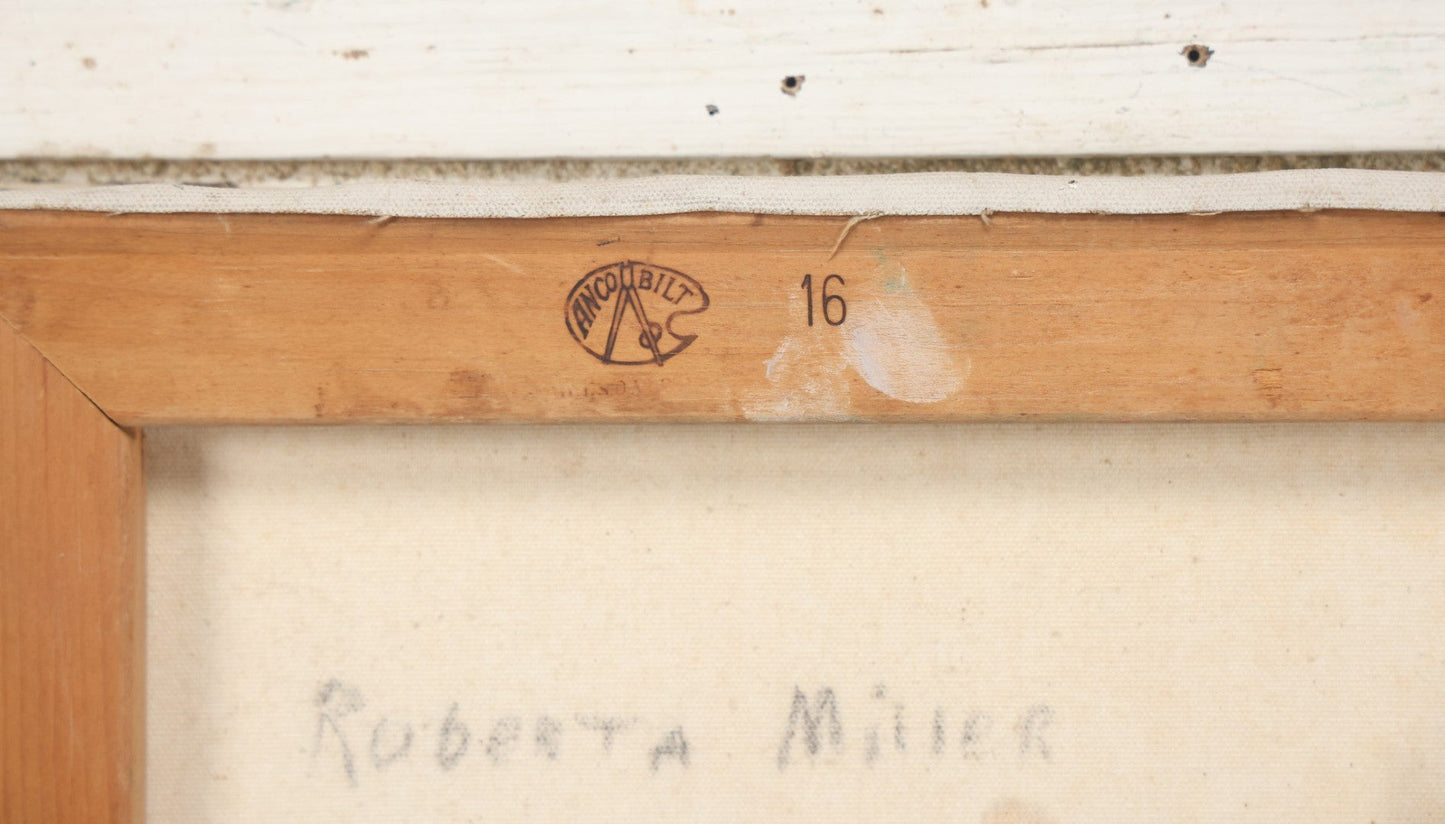 ANCO BILT 16
Roberta Miller